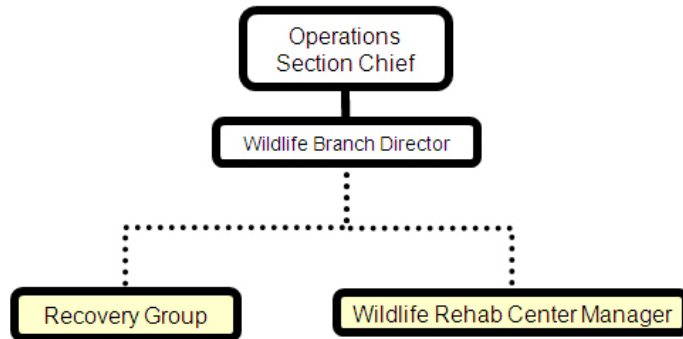 Operations
Section Chief
Wildlife Branch Director
Recovery Group
Wildlife Rehab Center Manager